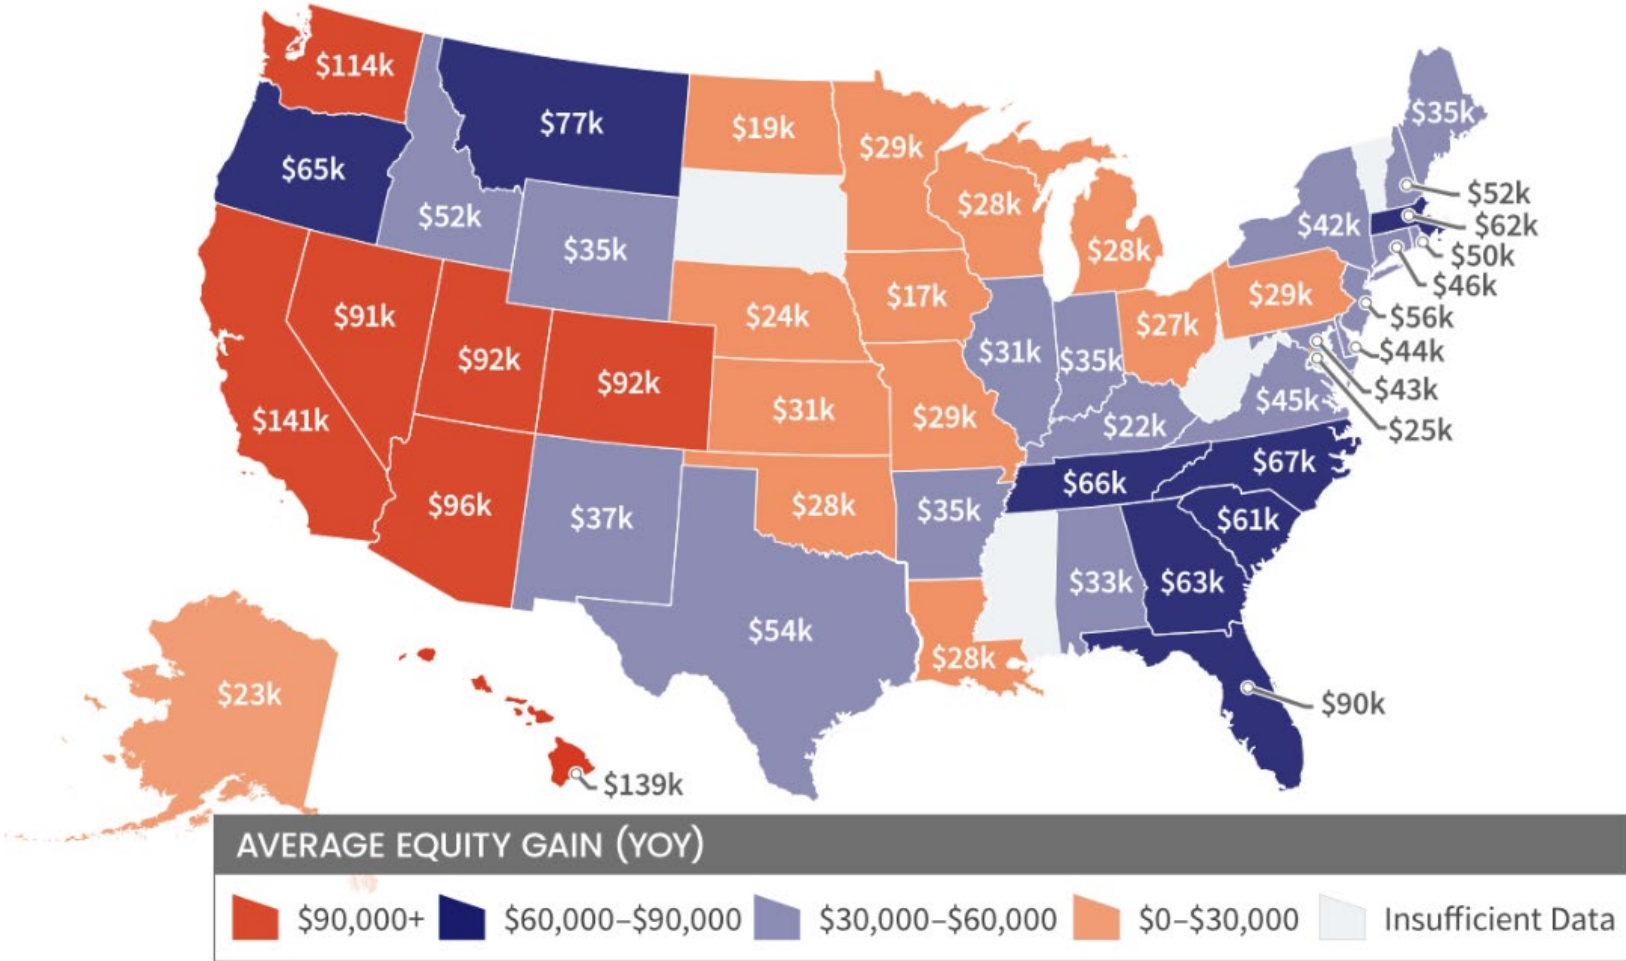 $114k
$77k
$19k
$29k
$35k
$65k
$52k
$35k
$28k
$28k
$42k
$52k
$62k
$50k
$46k
$91k
$92k
$92k
$24k
$17k
$31k
$35k
$27k
$29k
$56k
$44k
$43k
$25k
$141k
$96k
$37k
$31k
$29k
$22k
$45k
$28k
$35k
$66k
$67k
$61k
$54k
$28k
$33k
$63k
$90k
$23k
$139k
AVERAGE EQUITY GAIN (YOY)
$90,000+ $60,000–$90,000 $30,000–$60,000 $0–$30,000 Insufficient Data